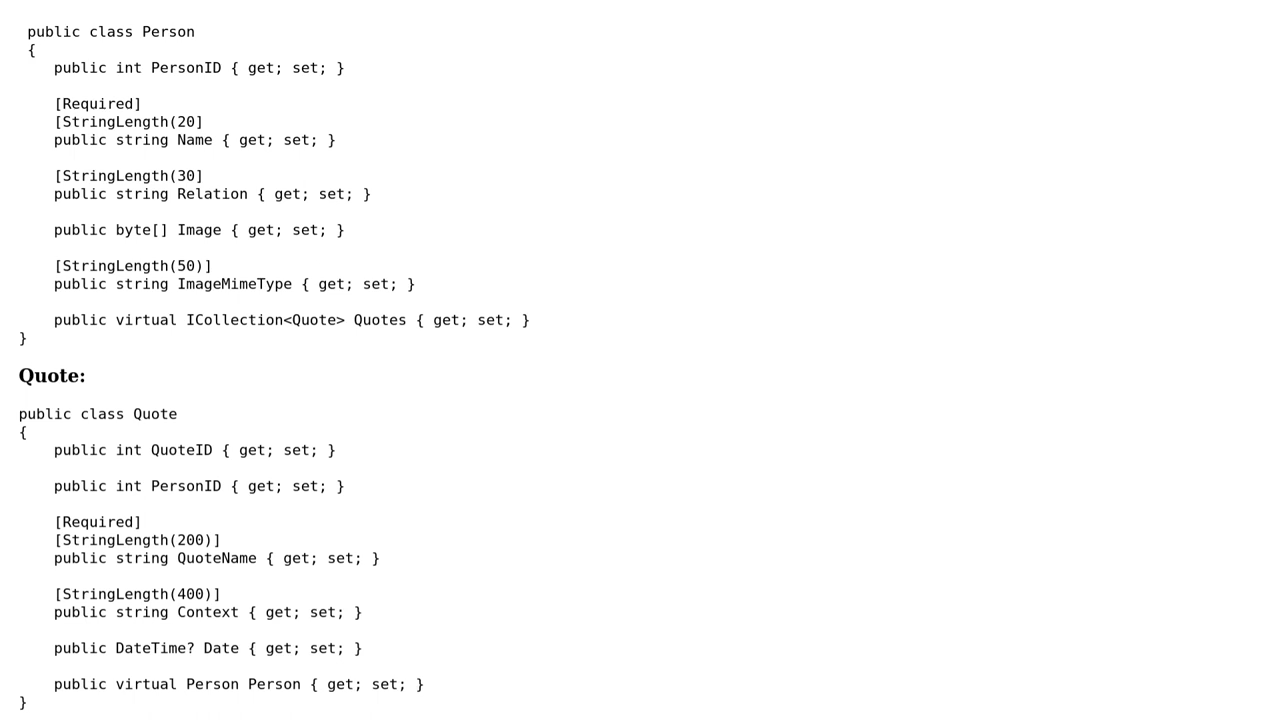 public class Person
{
public int PersonID { get; set; }
[Required]
[StringLength(20]
public string Name { get; set; }
[StringLength(30]
public string Relation { get; set; }
public byte[] Image { get; set; }
[StringLength(50)]
public string ImageMimeType { get; set; }
public virtual ICollection<Quote> Quotes { get; set; }
}
Quote:
public class Quote
{
public int QuoteID { get; set; }
public int PersonID { get; set; }
[Required]
[StringLength(200)]
public string QuoteName { get; set; }
[StringLength(400)]
public string Context { get; set; }
public DateTime? Date { get; set; }
public virtual Person Person { get; set; }
}